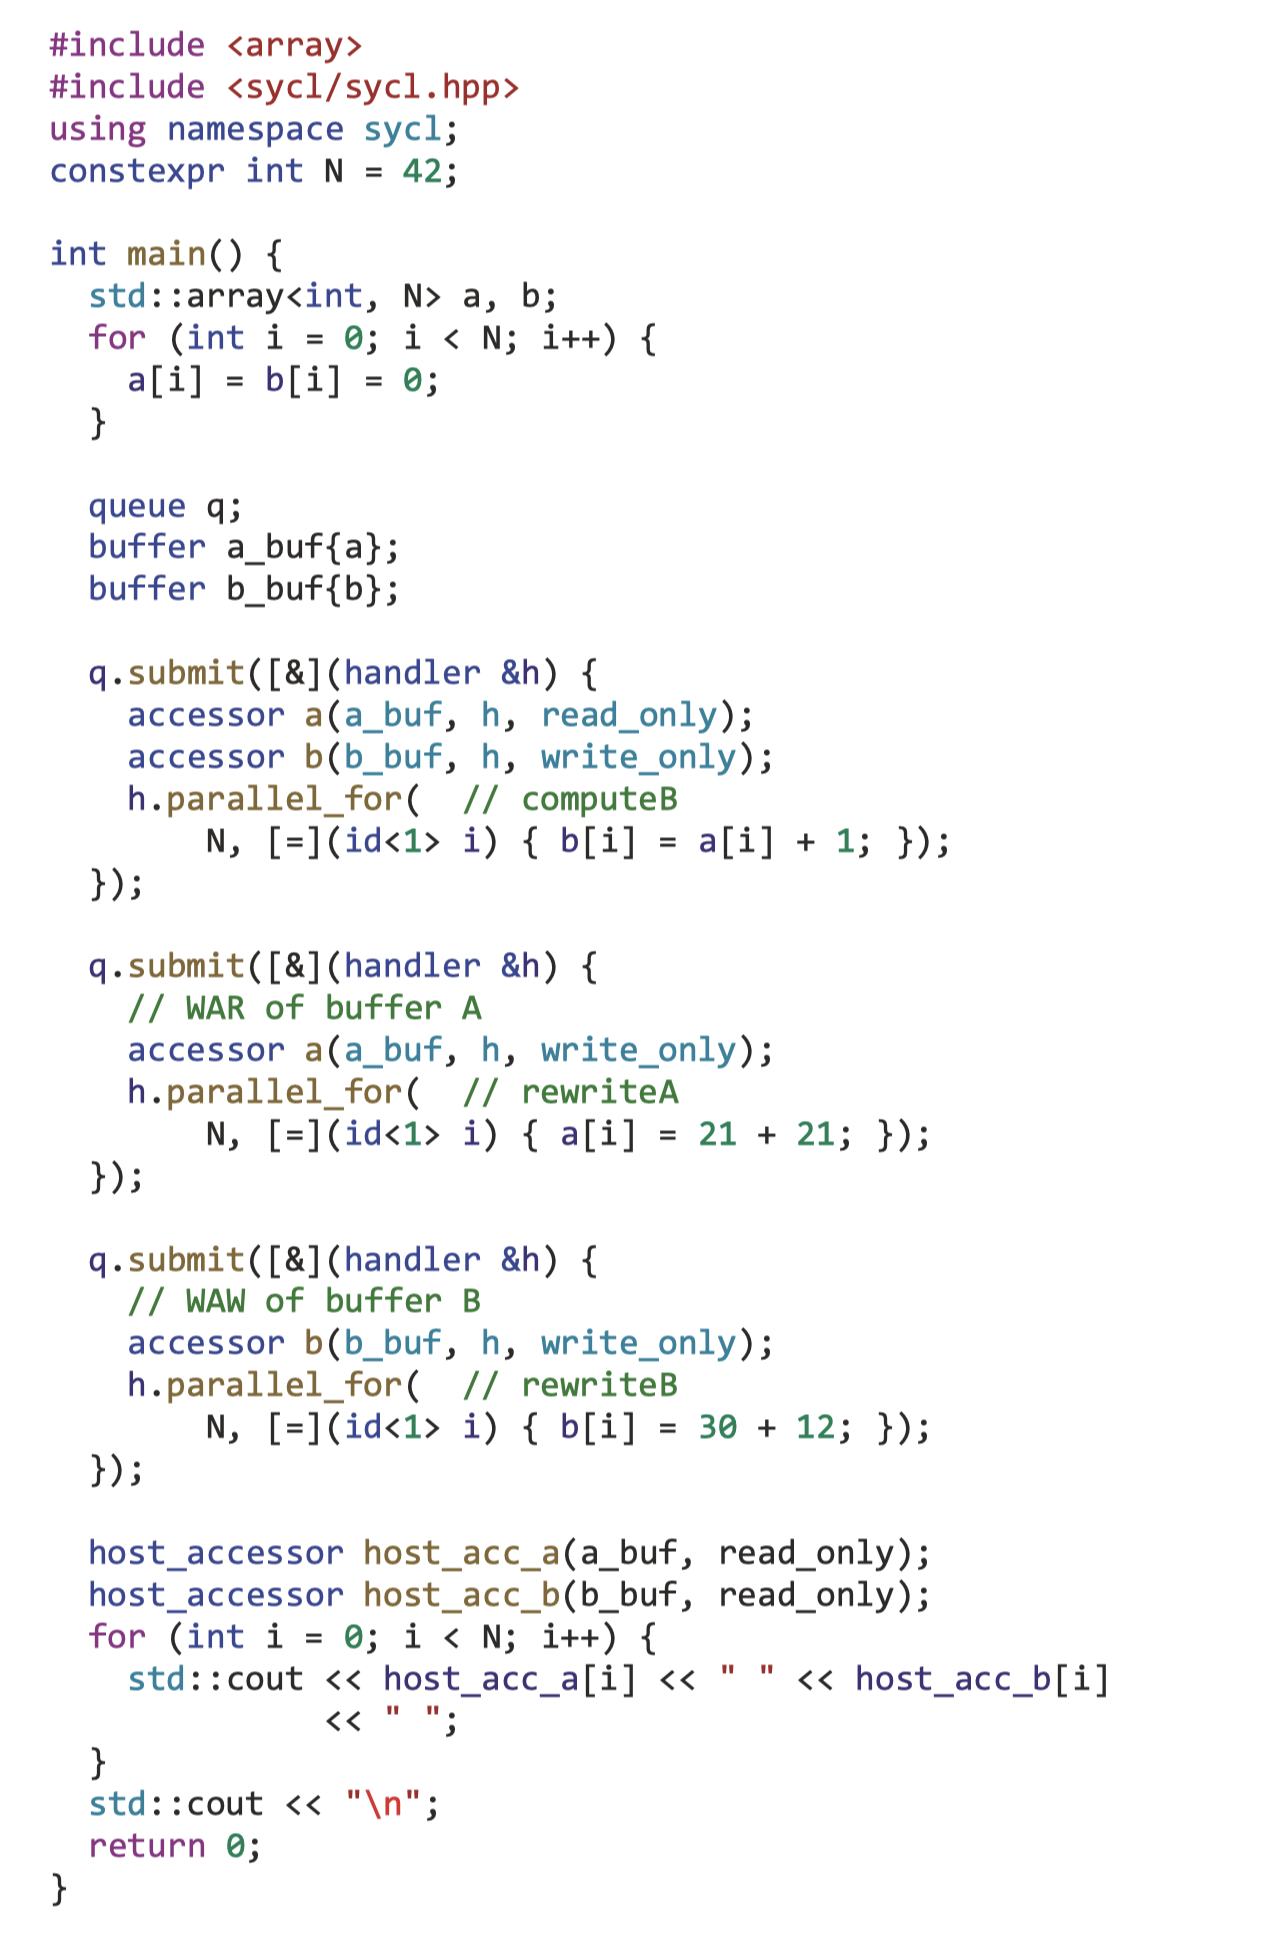 #include <array>
#include <sycl/sycl.hpp>
using namespace sycl;
constexpr int N = 42;

int main() {
  std::array<int, N> a, b;
  for (int i = 0; i < N; i++) {
    a[i] = b[i] = 0;
  }

  queue q;
  buffer a_buf{a};
  buffer b_buf{b};

  q.submit([&](handler &h) {
    accessor a(a_buf, h, read_only);
    accessor b(b_buf, h, write_only);
    h.parallel_for(  // computeB
        N, [=](id<1> i) { b[i] = a[i] + 1; });
  });

  q.submit([&](handler &h) {
    // WAR of buffer A
    accessor a(a_buf, h, write_only);
    h.parallel_for(  // rewriteA
        N, [=](id<1> i) { a[i] = 21 + 21; });
  });

  q.submit([&](handler &h) {
    // WAW of buffer B
    accessor b(b_buf, h, write_only);
    h.parallel_for(  // rewriteB
        N, [=](id<1> i) { b[i] = 30 + 12; });
  });

  host_accessor host_acc_a(a_buf, read_only);
  host_accessor host_acc_b(b_buf, read_only);
  for (int i = 0; i < N; i++) {
    std::cout << host_acc_a[i] << " " << host_acc_b[i]
              << " ";
  }
  std::cout << "\n";
  return 0;
}